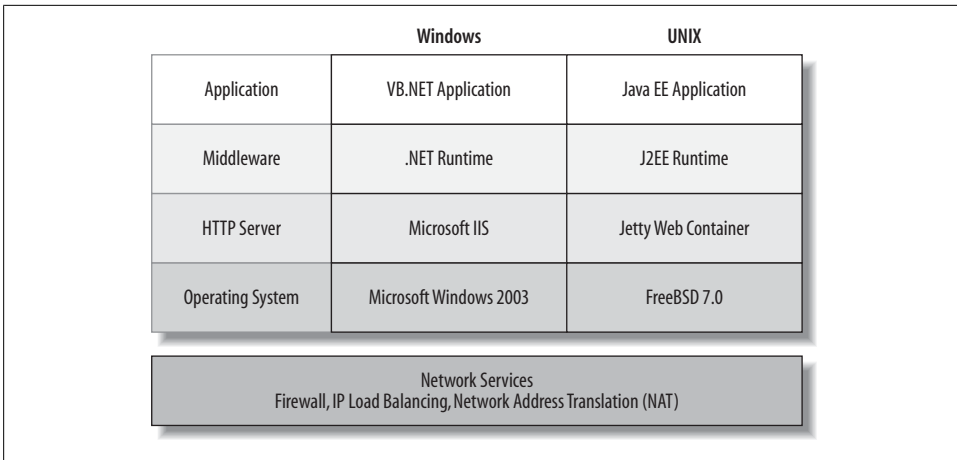 Windows UNIX
Application VB.NET Application Java EE Application
Middleware .NET Runtime J2EE Runtime
HTTP Server Microsoft IIS Jetty Web Container
Operating System Microsoft Windows 2003 FreeBSD 7.0
Network Services
Firewall, IP Load Balancing, Network Address Translation (NAT)